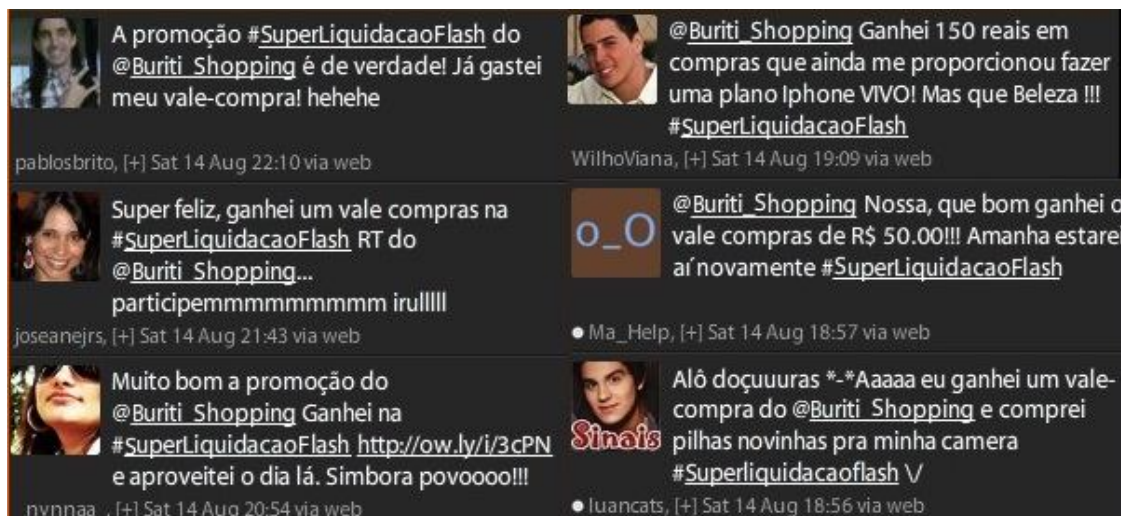 A promoção #SuperLiquidacaoFlash do
@Buriti_Shopping é de verdade! Já gastei
meu vale-compra! hehehe
pablosbrito, [+] Sat 14 Aug 22:10 via web
Super feliz, ganhei um vale compras na
#SuperLiquidacaoFlash RT do
@Buriti_Shopping...
participemmmmmmmmm irulllll
joseanejrs, [+] Sat 14 Aug 21:43 via web
Muito bom a promoção do
@Buriti_Shopping Ganhei na
#SuperLiquidacaoFlash http://ow.ly/i/3cPN
e aproveitei o dia lá. Simbora povoooo!!!
nynnaa_, [+] Sat 14 Aug 20:54 via web
@Buriti_Shopping Ganhei 150 reais em
compras que ainda me proporcionou fazer
uma plano Iphone VIVO! Mas que Beleza !!!
#SuperLiquidacaoFlash
WilhoViana, [+] Sat 14 Aug 19:09 via web
o_O
@Buriti_Shopping Nossa, que bom ganhei o
vale compras de R$ 50.00!!! Amanha estarei
aí novamente #SuperLiquidacaoFlash
Ma_Help, [+] Sat 14 Aug 18:57 via web
Sinais
Alô doçuuuras *-*Aaaaa eu ganhei um vale-
compra do @Buriti_Shopping e comprei
pilhas novinhas pra minha camera
#Superliquidacaoflash \/
luancats, [+] Sat 14 Aug 18:56 via web